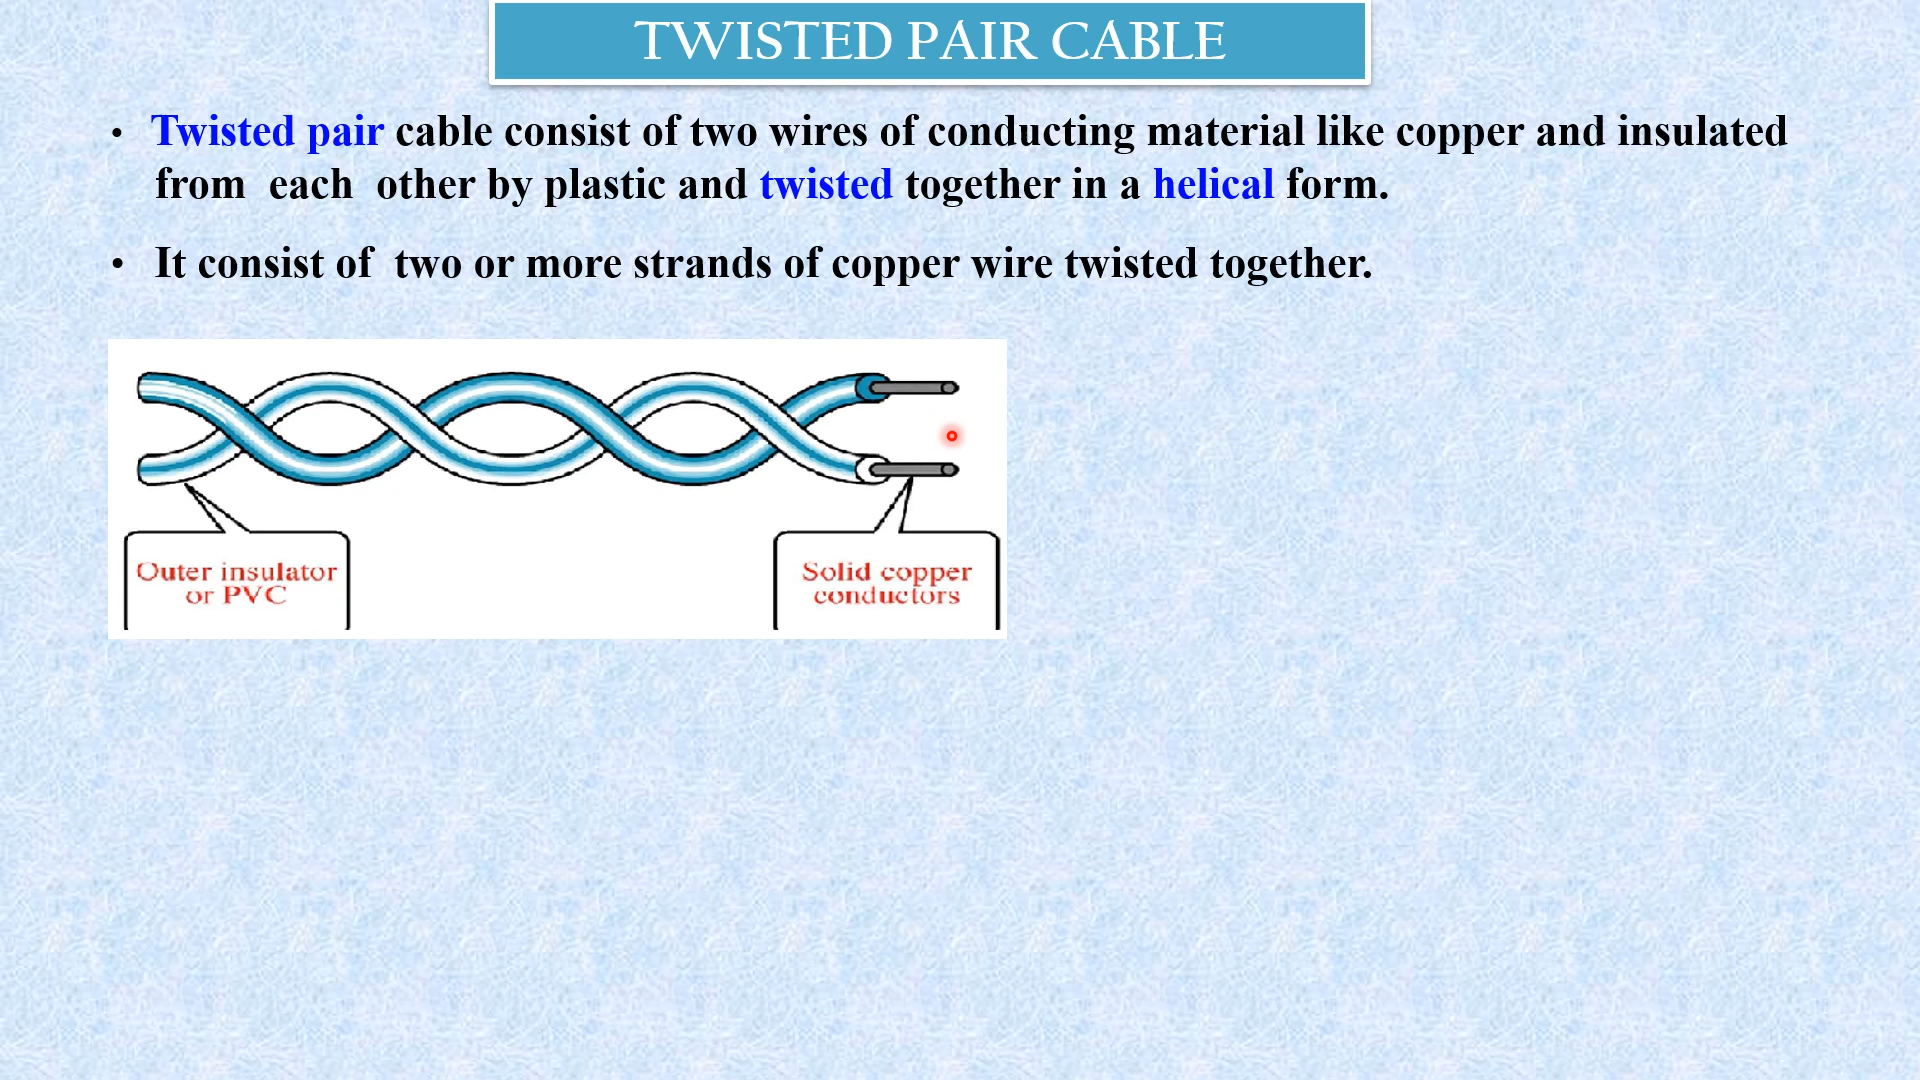 TWISTED PAIR CABLE
• Twisted pair cable consist of two wires of conducting material like copper and insulated
from each other by plastic and twisted together in a helical form.
• It consist of two or more strands of copper wire twisted together.
Outer insulator
or PVC
Solid copper
conductors